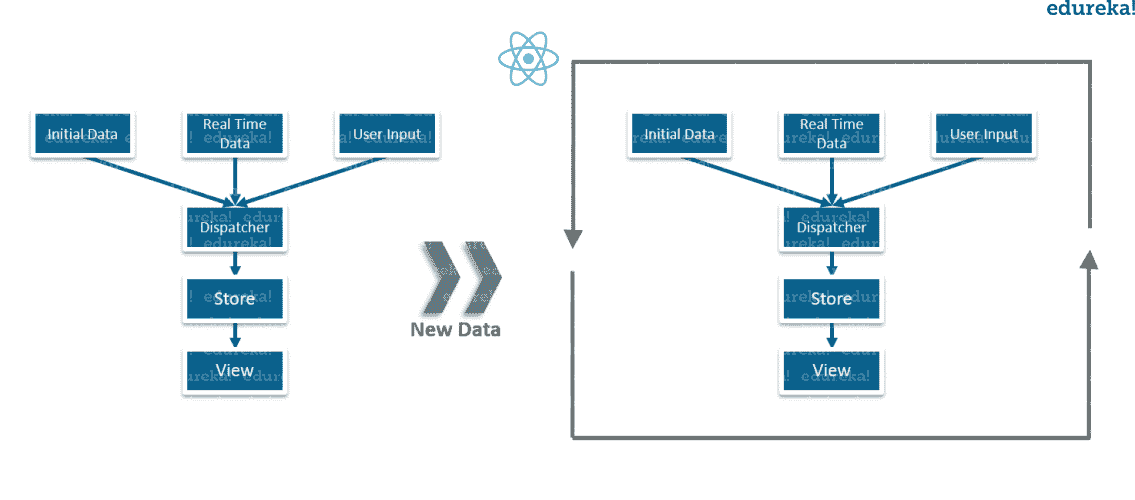 edureka!
Initial Data
Real Time
Data
User Input
Dispatcher
Store
View
New Data
Initial Data
Real Time
Data
User Input
Dispatcher
Store
View